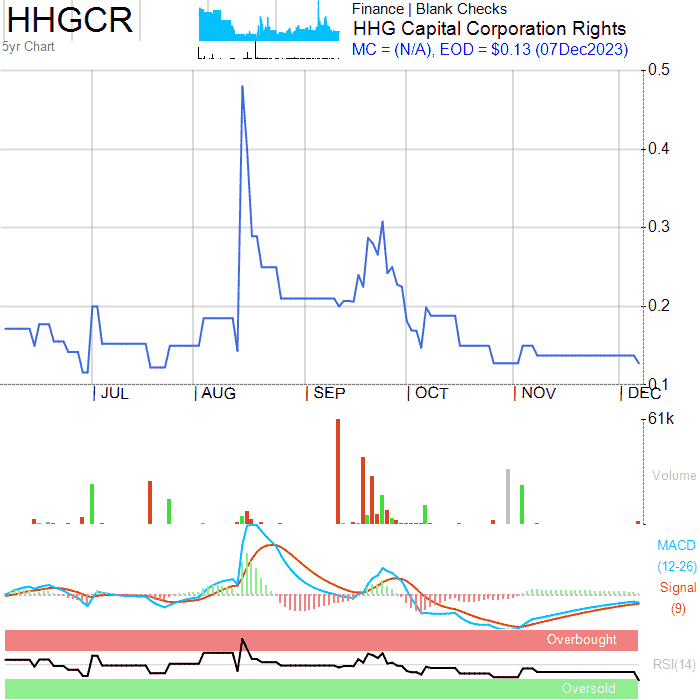 HHGCR
5yr Chart
Finance | Blank Checks
HHG Capital Corporation Rights
MC = (N/A), EOD = $0.13 (07Dec2023)
0.5
0.4
0.3
0.2
0.1
JUL AUG SEP OCT NOV DEC
61k
Volume
MACD
(12-26)
Signal
(9)
Overbought
RSI(14)
Oversold